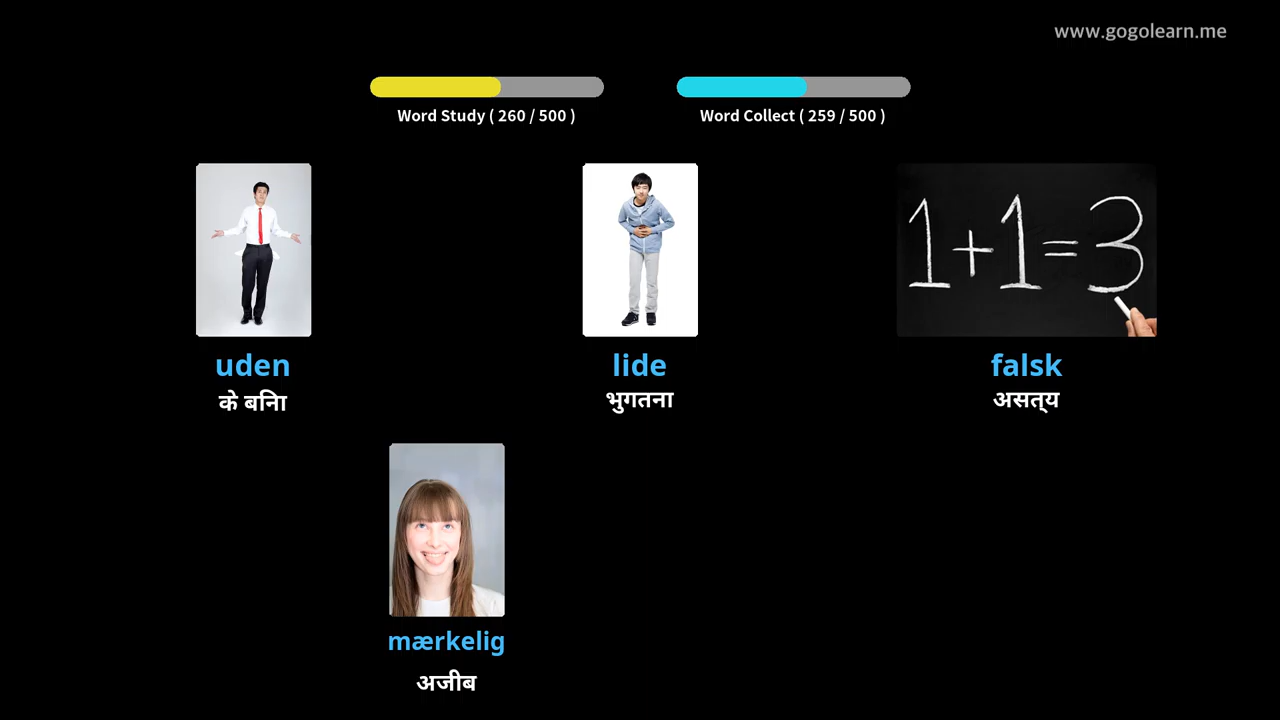 www.gogolearn.me
Word Study ( 260 / 500 )
Word Collect ( 259 / 500 )
1+1=3
uden
के बिना
lide
भुगतना
falsk
असत्य
mærkelig
अजीब